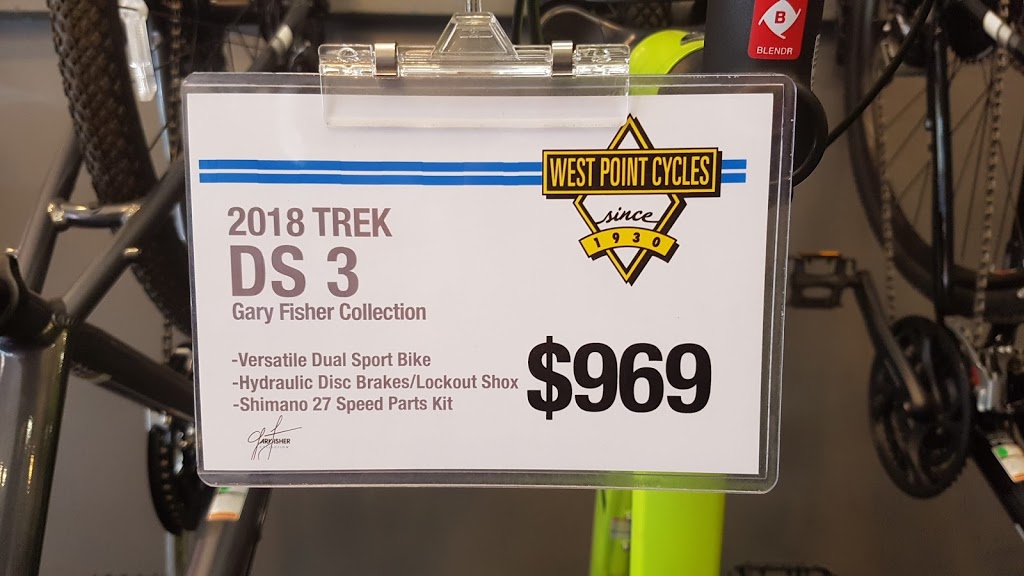 B
BLENDR
WEST POINT CYCLES
since
1930
2018 TREK
DS 3
Gary Fisher Collection
-Versatile Dual Sport Bike
-Hydraulic Disc Brakes/Lockout Shox
-Shimano 27 Speed Parts Kit
$969
GARYFISHER